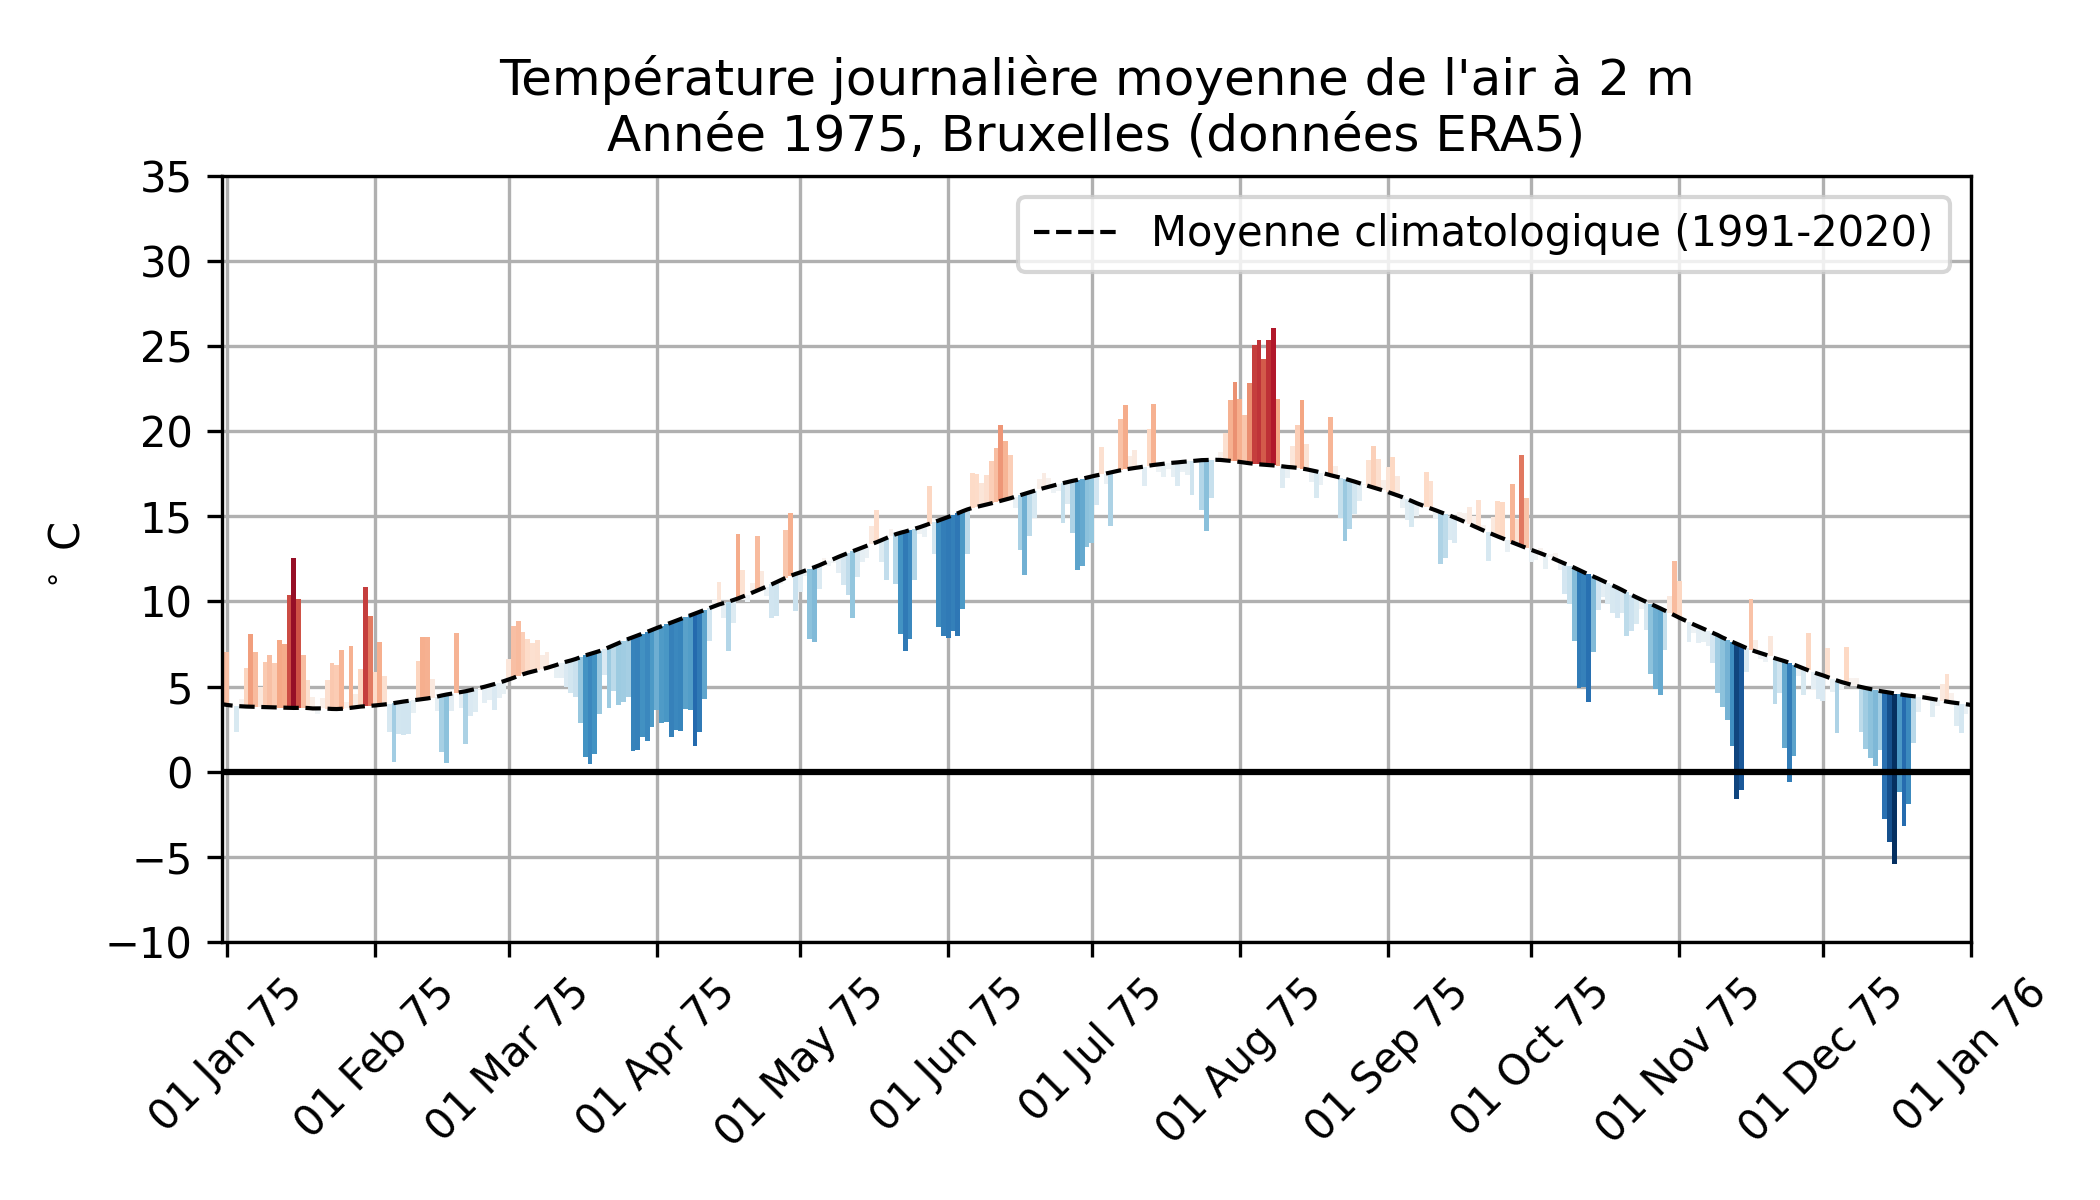 Température journalière moyenne de l'air à 2 m
Année 1975, Bruxelles (données ERA5)
Moyenne climatologique (1991-2020)
° C
35
30
25
20
15
10
5
0
−5
−10
01 Jan 75
01 Feb 75
01 Mar 75
01 Apr 75
01 May 75
01 Jun 75
01 Jul 75
01 Aug 75
01 Sep 75
01 Oct 75
01 Nov 75
01 Dec 75
01 Jan 76